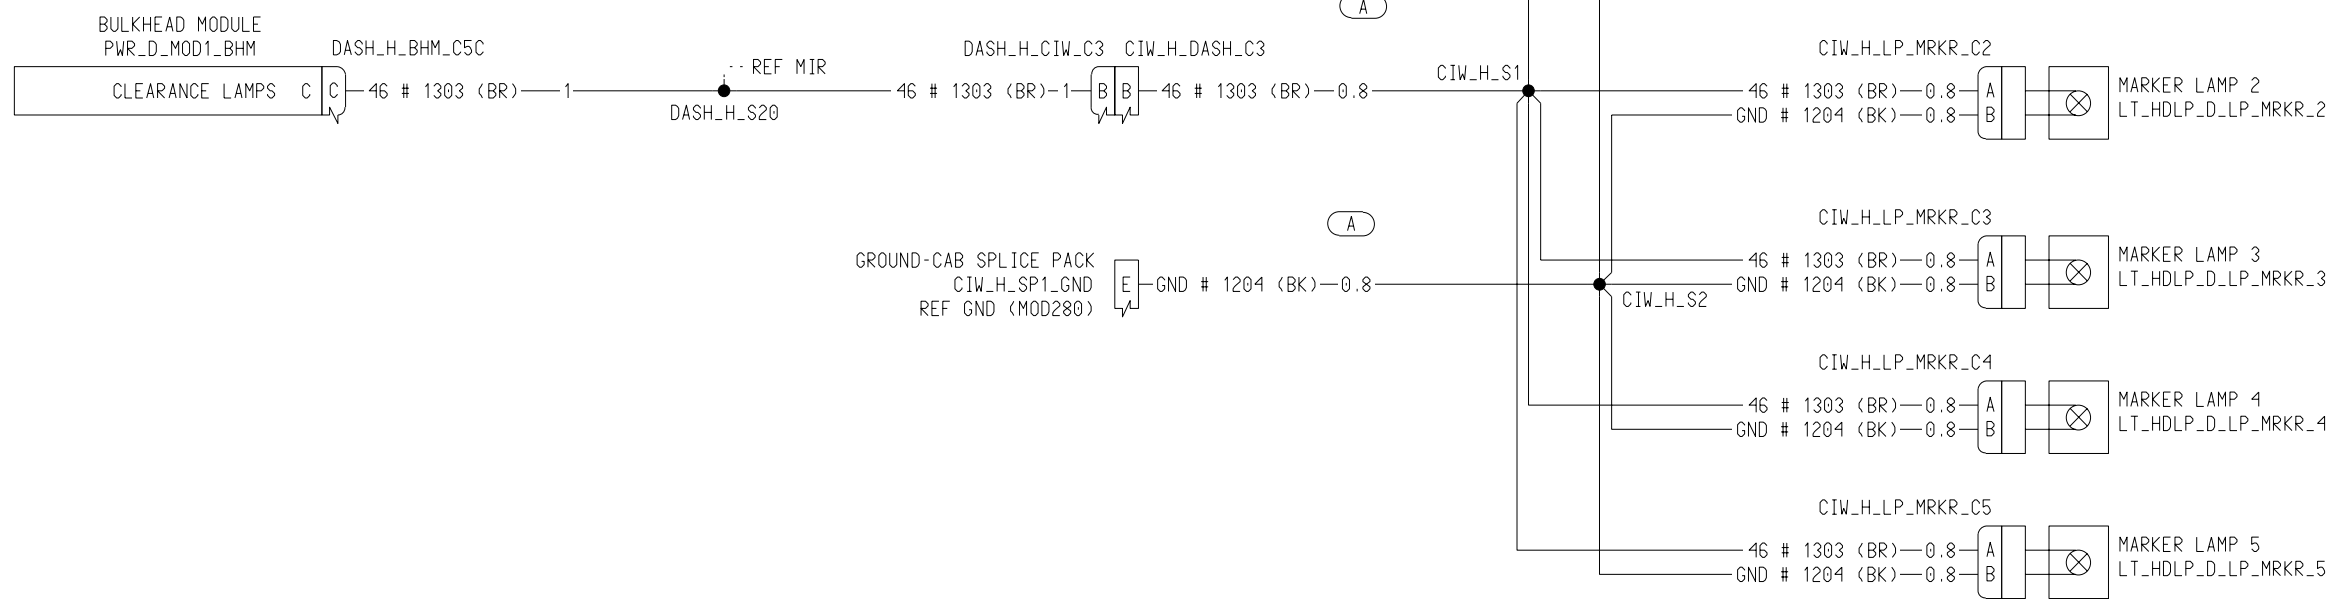 A
BULKHEAD MODULE
PWR_D_MOD1_BHM
DASH_H_BHM_C5C
CLEARANCE LAMPS C C 46 # 1303 (BR) 1
REF MIR
DASH_H_S20
DASH_H_CIW_C3 CIW_H_DASH_C3
46 # 1303 (BR) 1 B B 46 # 1303 (BR) 0.8
CIW_H_S1
CIW_H_LP_MRKR_C2
46 # 1303 (BR) 0.8 A
GND # 1204 (BK) 0.8 B
MARKER LAMP 2
LT_HDLP_D_LP_MRKR_2
A
GROUND-CAB SPLICE PACK
CIW_H_SP1_GND
REF GND (MOD280)
E GND # 1204 (BK) 0.8
CIW_H_S2
CIW_H_LP_MRKR_C3
46 # 1303 (BR) 0.8 A
GND # 1204 (BK) 0.8 B
MARKER LAMP 3
LT_HDLP_D_LP_MRKR_3
CIW_H_LP_MRKR_C4
46 # 1303 (BR) 0.8 A
GND # 1204 (BK) 0.8 B
MARKER LAMP 4
LT_HDLP_D_LP_MRKR_4
CIW_H_LP_MRKR_C5
46 # 1303 (BR) 0.8 A
GND # 1204 (BK) 0.8 B
MARKER LAMP 5
LT_HDLP_D_LP_MRKR_5